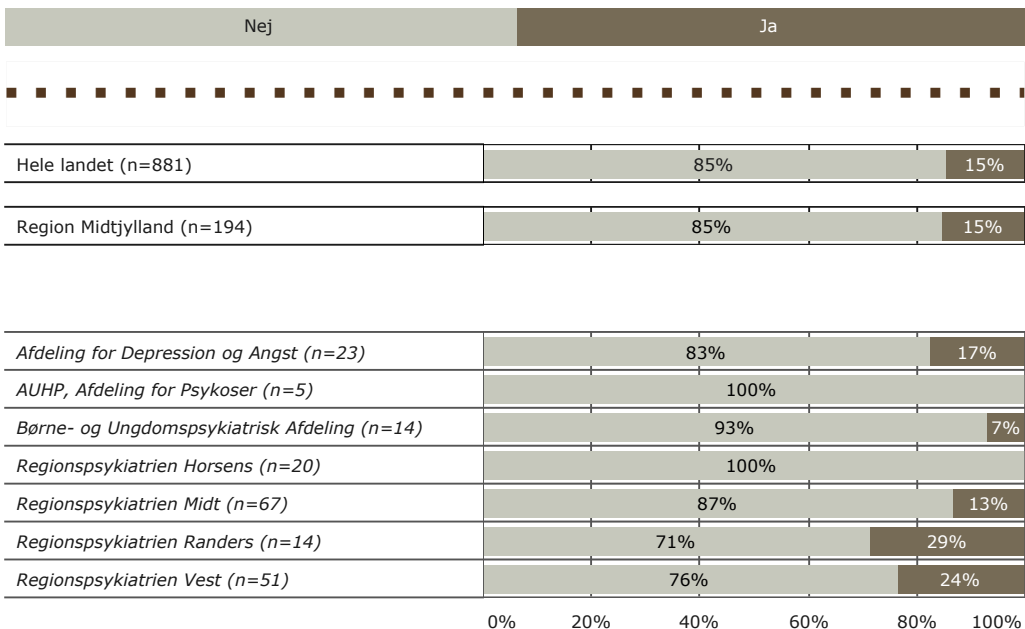 Nej Ja
Hele landet (n=881) 85% 15%
Region Midtjylland (n=194) 85% 15%
Afdeling for Depression og Angst (n=23) 83% 17%
AUHP, Afdeling for Psykoser (n=5) 100%
Børne- og Ungdomspsykiatrisk Afdeling (n=14) 93% 7%
Regionspsykiatrien Horsens (n=20) 100%
Regionspsykiatrien Midt (n=67) 87% 13%
Regionspsykiatrien Randers (n=14) 71% 29%
Regionspsykiatrien Vest (n=51) 76% 24%
0% 20% 40% 60% 80% 100%